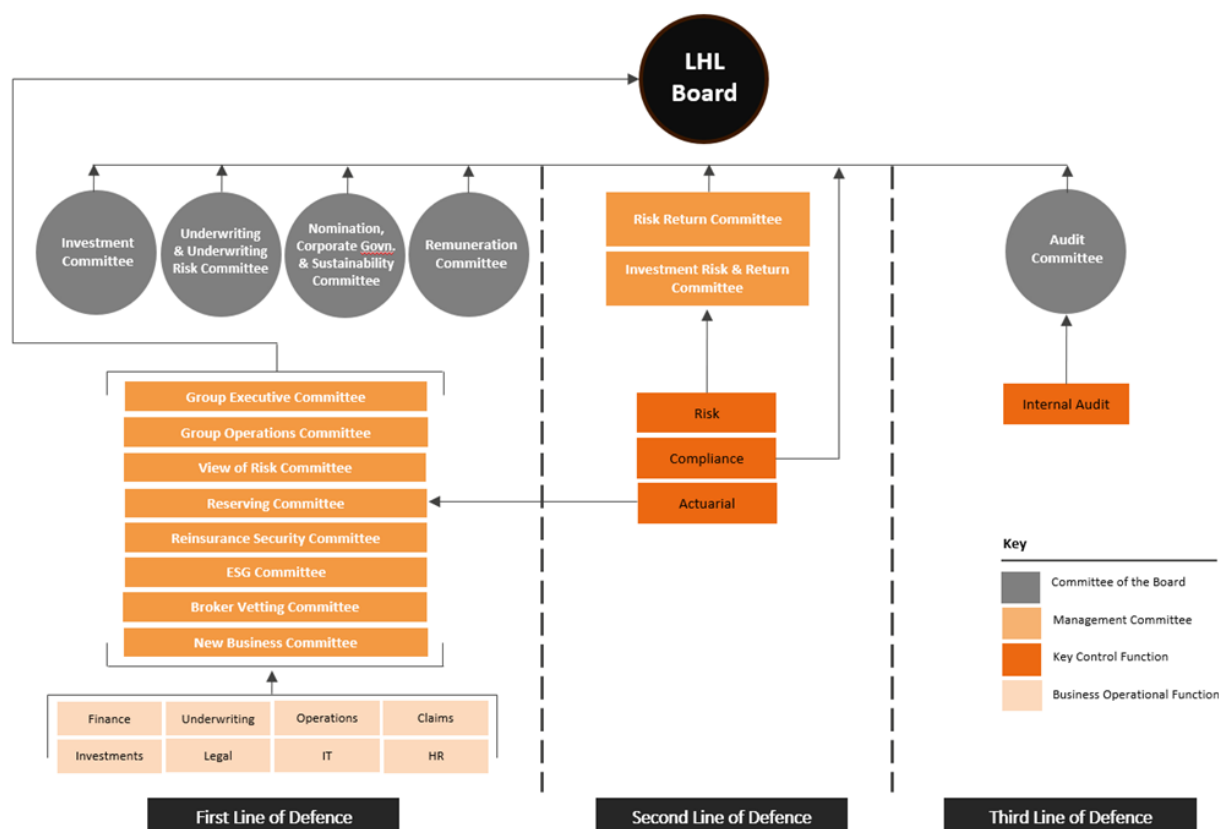 LHL
Board
Investment
Committee
Underwriting
& Underwriting
Risk Committee
Nomination,
Corporate Govn.
& Sustainability
Committee
Remuneration
Committee
Risk Return Committee
Investment Risk & Return
Committee
Audit
Committee
Group Executive Committee
Group Operations Committee
View of Risk Committee
Reserving Committee
Reinsurance Security Committee
ESG Committee
Broker Vetting Committee
New Business Committee
Risk
Compliance
Actuarial
Internal Audit
Finance
Underwriting
Operations
Claims
Investments
Legal
IT
HR
Key
Committee of the Board
Management Committee
Key Control Function
Business Operational Function
First Line of Defence
Second Line of Defence
Third Line of Defence